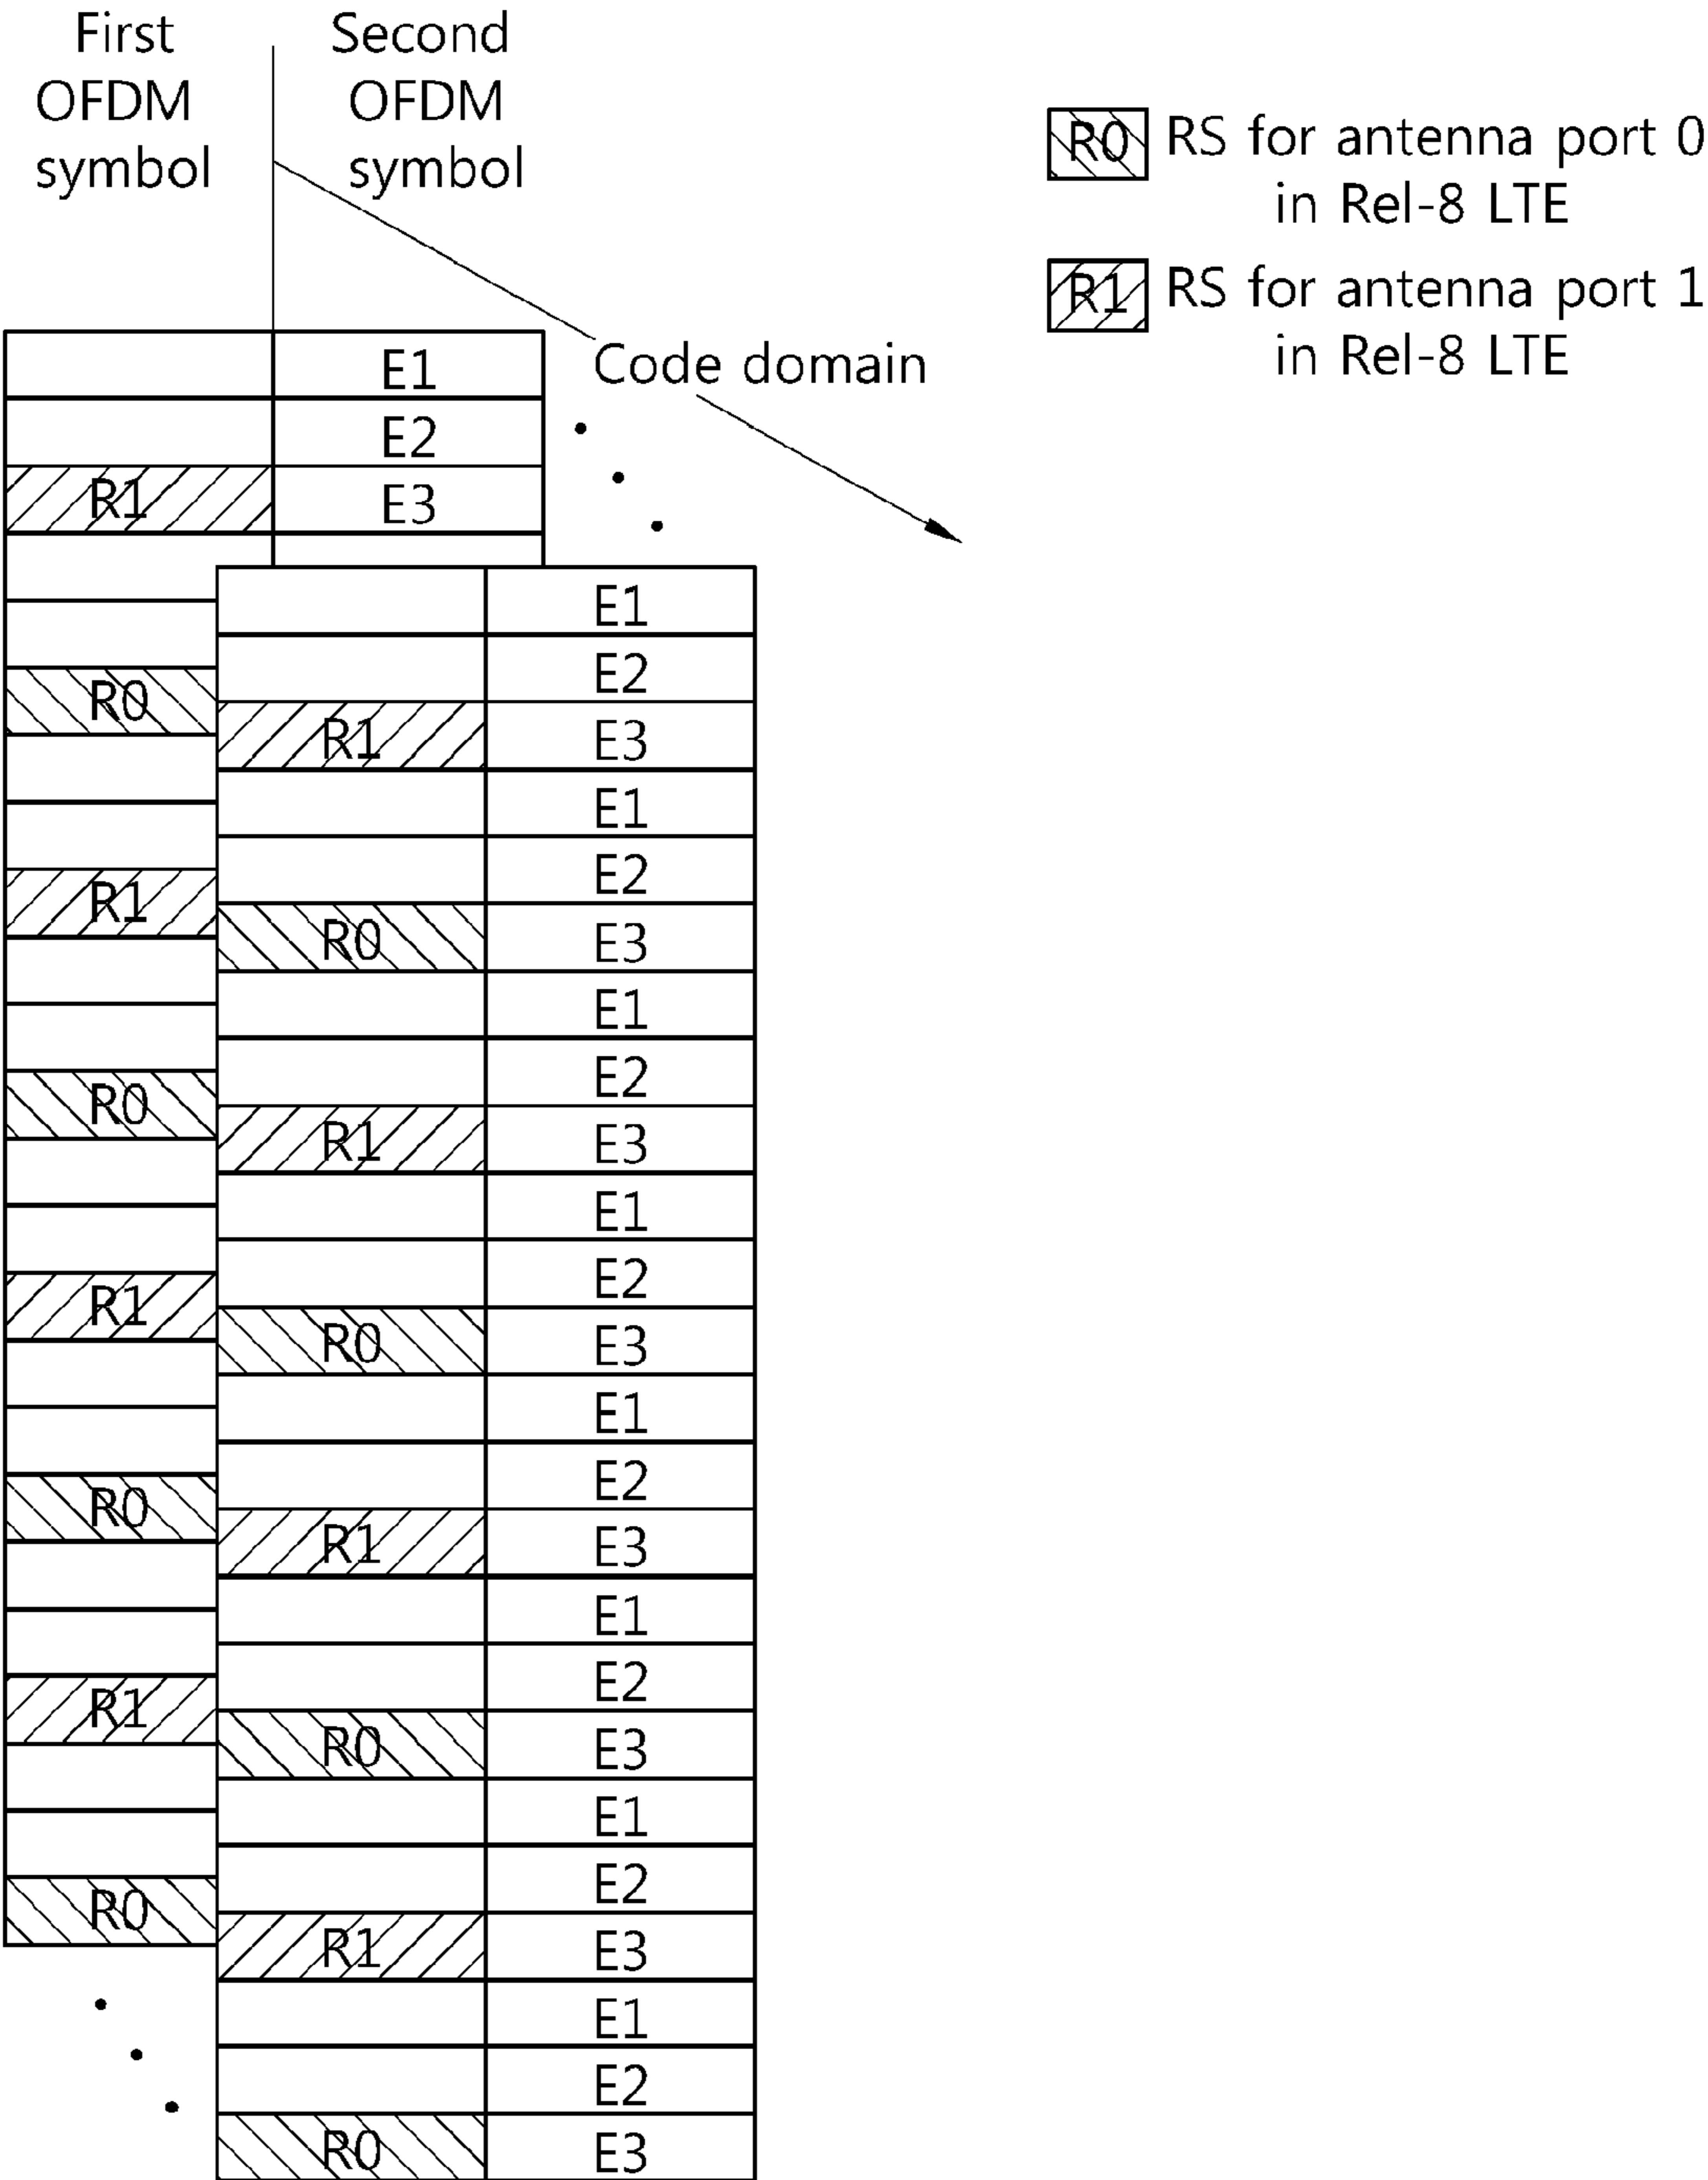 First
OFDM
symbol
Second
OFDM
symbol
R0 RS for antenna port 0
in Rel-8 LTE
R1 RS for antenna port 1
in Rel-8 LTE
Code domain
E1
E2
R1 E3
R0
R1
R0
R1
R0
R1
R0
E1
E2
R1 E3
E1
E2
R0 E3
E1
E2
R1 E3
E1
E2
R0 E3
E1
E2
R1 E3
E1
E2
R0 E3
E1
E2
R1 E3
E1
E2
R0 E3